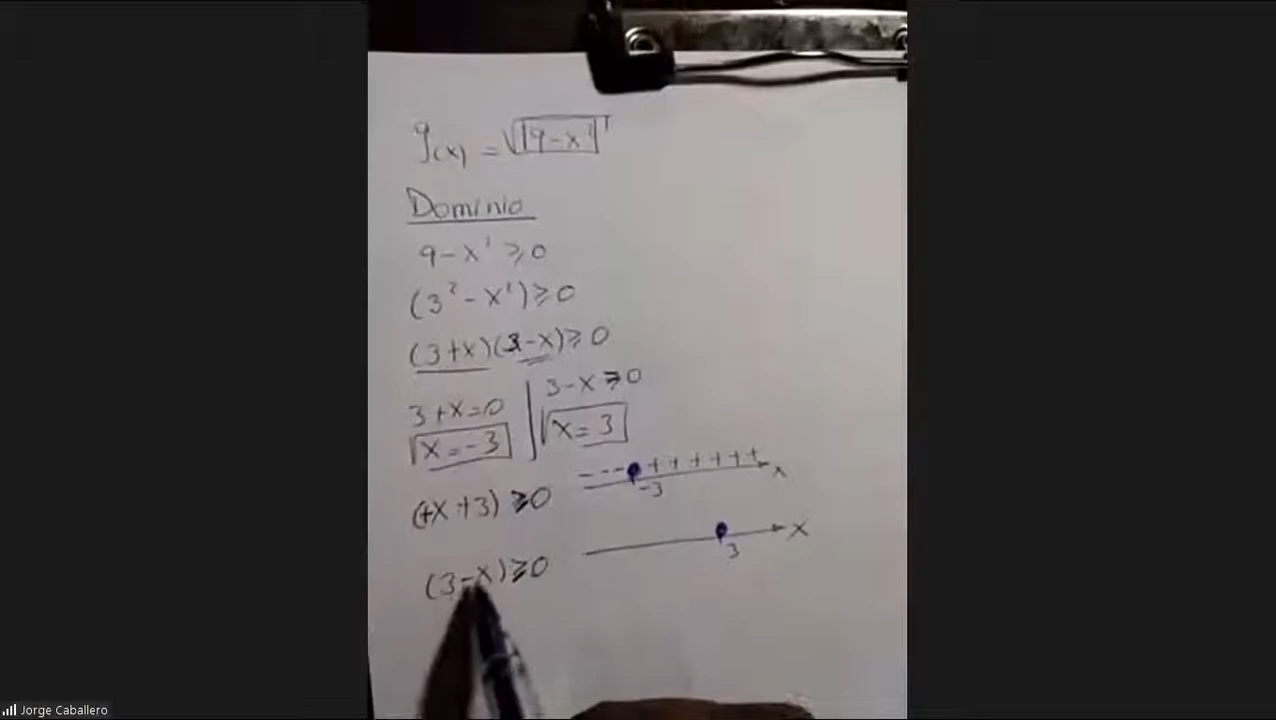 g(x) = √9-x²
Dominio
9-x² ≥0
(3²-x²)≥0
(3+x)(3-x)≥0
3+x=0 | 3-x≥0
x=-3 | x=3
(+x+3)≥0 ---+++++++ x
-3
(3-x)≥0 x
3
Jorge Caballero